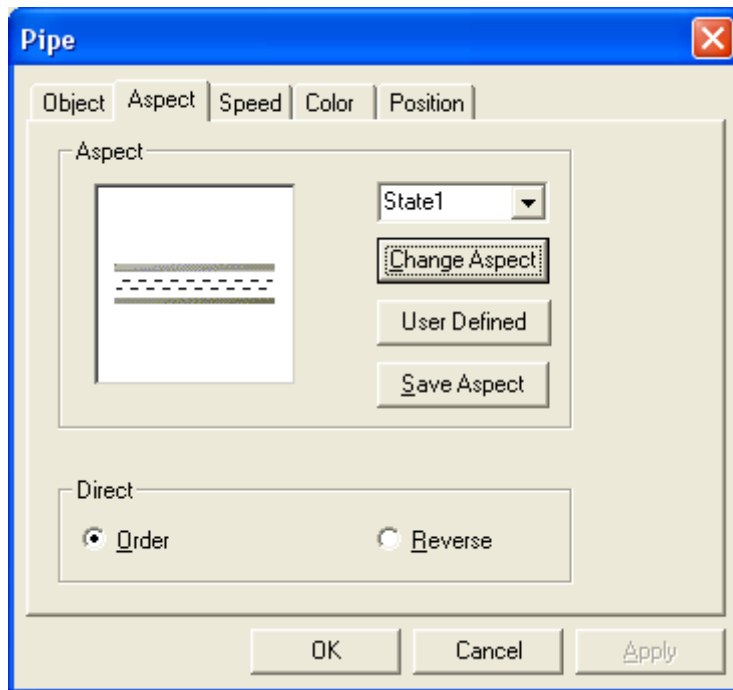 Pipe
Object Aspect Speed Color Position
Aspect
State1
Change Aspect
User Defined
Save Aspect
Direct
Order Reverse
OK Cancel Apply